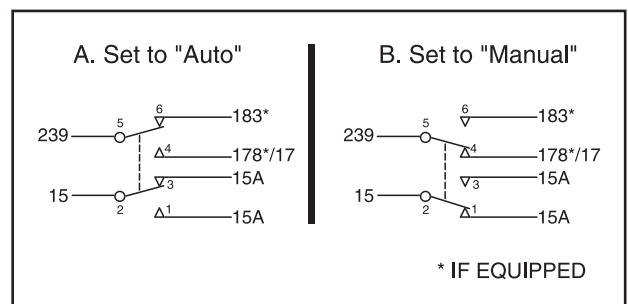 A. Set to "Auto"
6
183*
5
239
4
178*/17
15A
3
15
2
1
15A
B. Set to "Manual"
6
183*
5
239
4
178*/17
15A
3
15
2
1
15A
* IF EQUIPPED